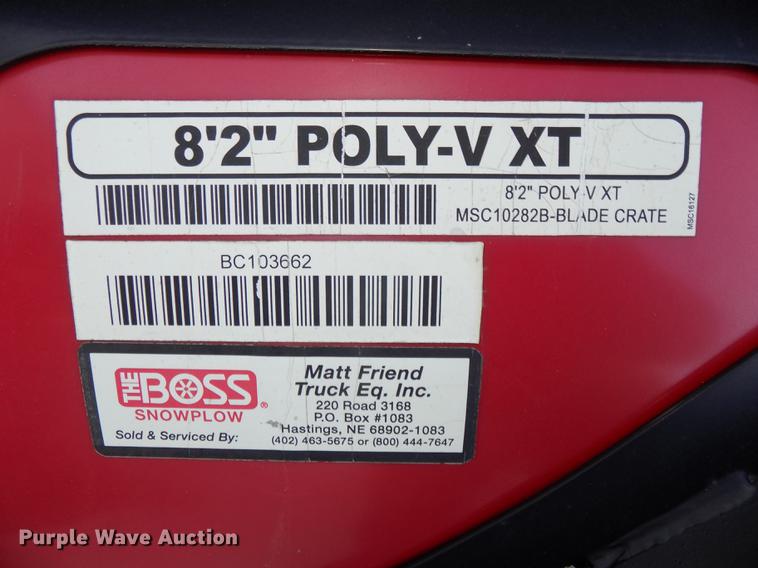 8'2" POLY-V XT
8'2" POLY-V XT
MSC10282B-BLADE CRATE
MSC16127
BC103662
THE BOSS®
SNOWPLOW
Sold & Serviced By:
Matt Friend
Truck Eq. Inc.
220 Road 3168
P.O. Box #1083
Hastings, NE 68902-1083
(402) 463-5675 or (800) 444-7647
Purple Wave Auction